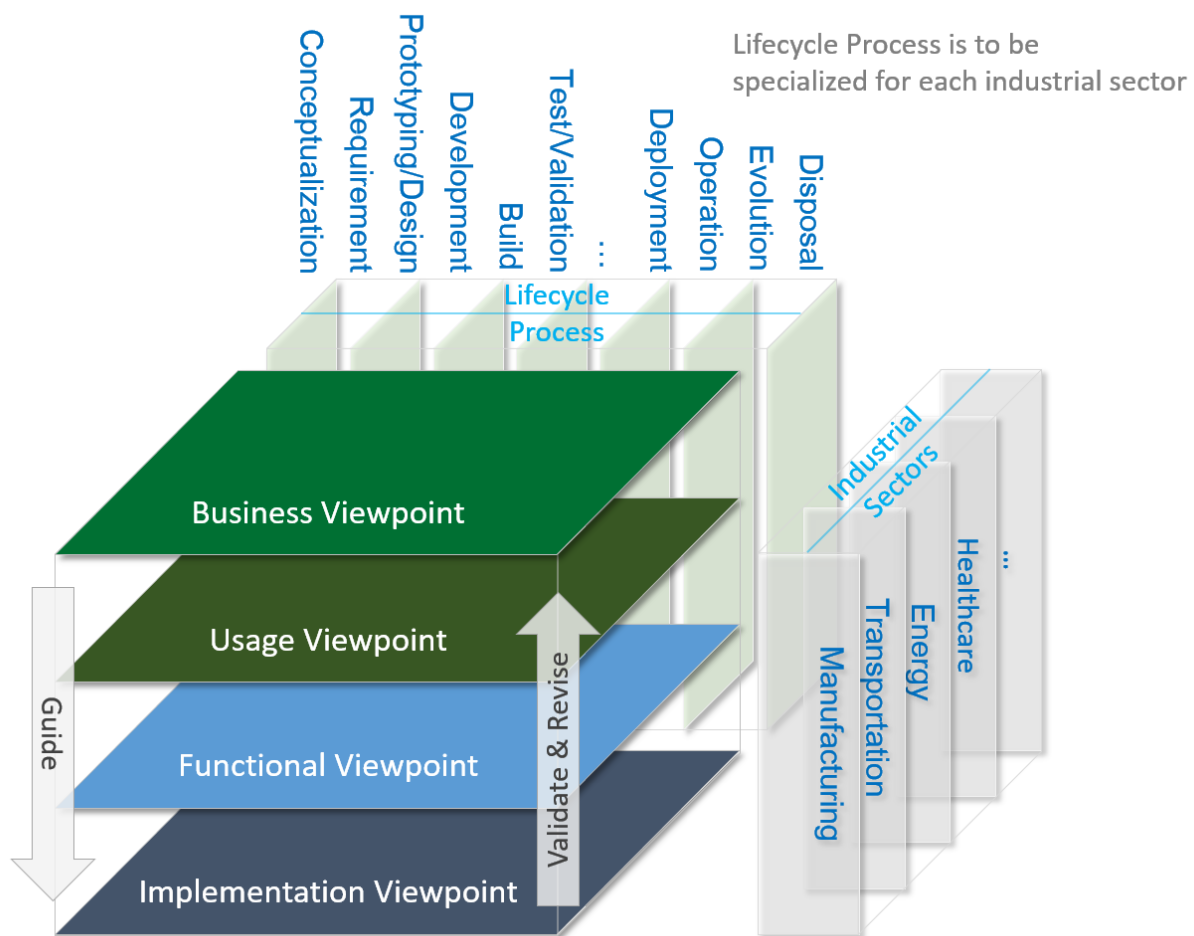 Lifecycle Process is to be
specialized for each industrial sector
Conceptualization
Requirement
Prototyping/Design
Development
Build
Test/Validation
...
Deployment
Operation
Evolution
Disposal
Lifecycle
Process
Industrial
Sectors
Business Viewpoint
Usage Viewpoint
Functional Viewpoint
Implementation Viewpoint
Guide
Validate & Revise
Manufacturing
Transportation
Energy
Healthcare
...